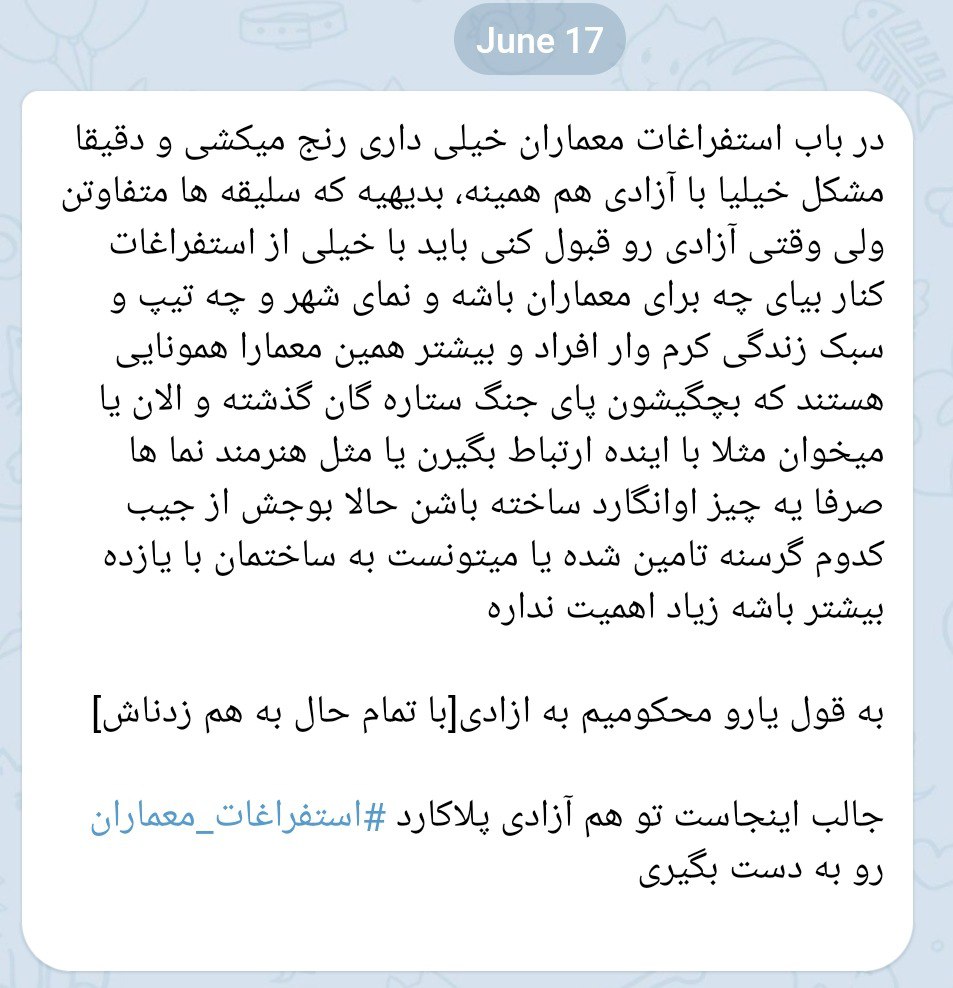 June 17
در باب استفراغات معماران خیلی داری رنج میکشی و دقیقا
مشکل خیلیا با آزادی هم همینه، بدیهیه که سلیقه ها متفاوتن
ولی وقتی آزادی رو قبول کنی باید با خیلی از استفراغات
کنار بیای چه برای معماران باشه و نمای شهر و چه تیپ و
سبک زندگی کرم وار افراد و بیشتر همین معمارا همونایی
هستند که بچگیشون پای جنگ ستاره گان گذشته و الان یا
میخوان مثلا با اینده ارتباط بگیرن یا مثل هنرمند نما ها
صرفا یه چیز اوانگارد ساخته باشن حالا بوجش از جیب
کدوم گرسنه تامین شده یا میتونست به ساختمان با یازده
بیشتر باشه زیاد اهمیت نداره
به قول یارو محکومیم به ازادی[با تمام حال به هم زدناش]
جالب اینجاست تو هم آزادی پلاکارد #استفراغات_معماران
رو به دست بگیری